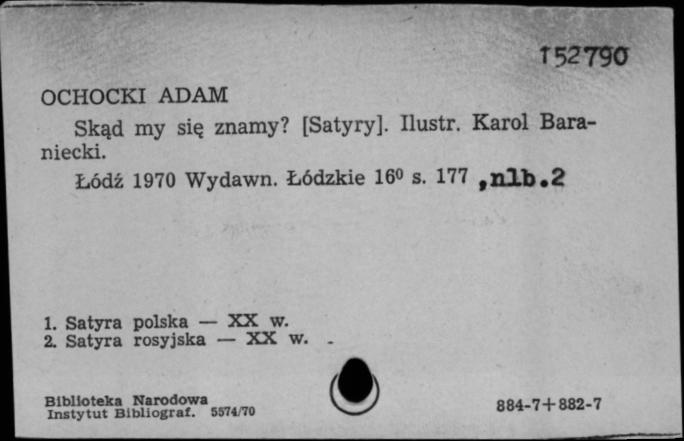 152790
OCHOCKI ADAM
Skąd my się znamy? [Satyry]. Ilustr. Karol Bara-
niecki.
Łódź 1970 Wydawn. Łódzkie 16⁰ s. 177 ,nlb.2
1. Satyra polska — XX w.
2. Satyra rosyjska — XX w.
Biblioteka Narodowa
Instytut Bibliograf. 5574/70
884-7+882-7